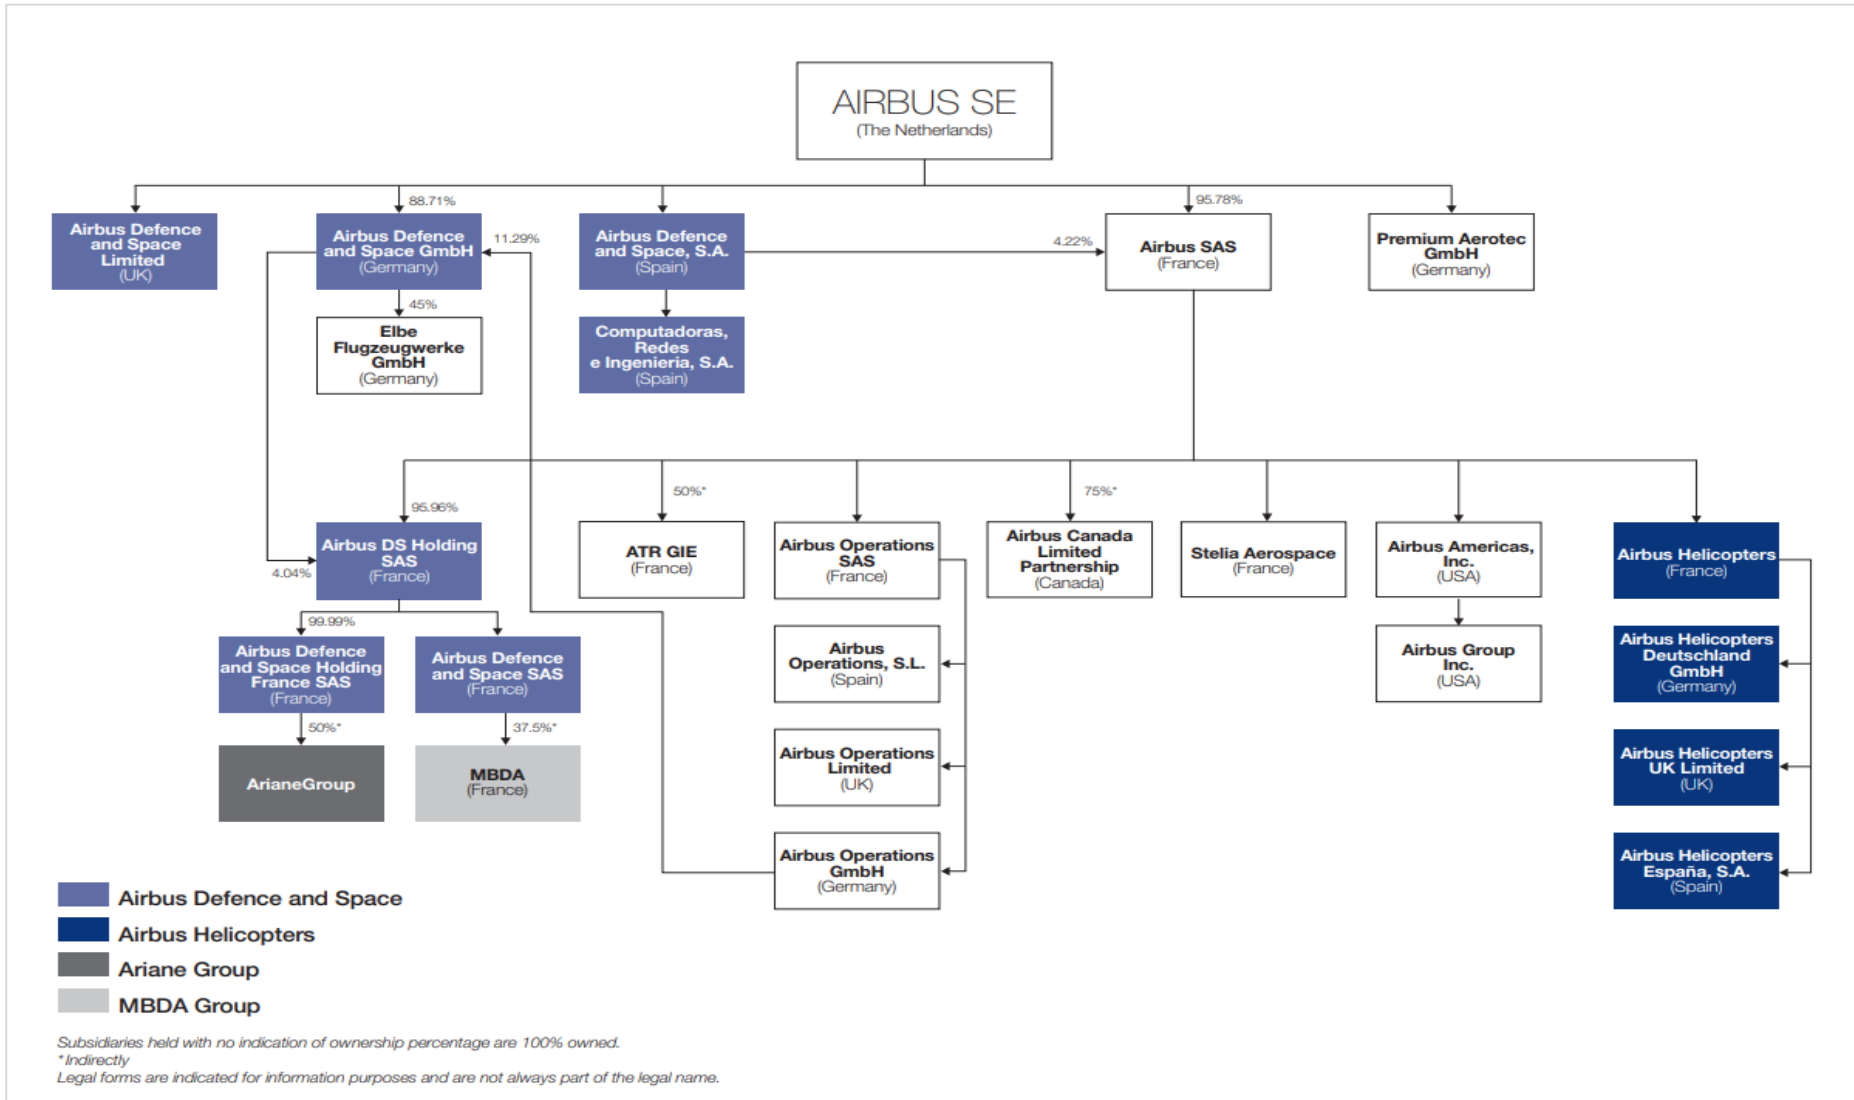 AIRBUS SE
(The Netherlands)
88.71%
95.78%
Airbus Defence
and Space
Limited
(UK)
Airbus Defence
and Space GmbH
(Germany)
11.29%
Airbus Defence
and Space, S.A.
(Spain)
4.22%
Airbus SAS
(France)
Premium Aerotec
GmbH
(Germany)
45%
Elbe
Flugzeugwerke
GmbH
(Germany)
Computadoras,
Redes
e Ingenieria, S.A.
(Spain)
95.96%
50%*
75%*
4.04%
Airbus DS Holding
SAS
(France)
ATR GIE
(France)
Airbus Operations
SAS
(France)
Airbus Canada
Limited
Partnership
(Canada)
Stelia Aerospace
(France)
Airbus Americas,
Inc.
(USA)
Airbus Helicopters
(France)
99.99%
Airbus Defence
and Space Holding
France SAS
(France)
Airbus Defence
and Space SAS
(France)
Airbus
Operations, S.L.
(Spain)
Airbus Group
Inc.
(USA)
Airbus Helicopters
Deutschland
GmbH
(Germany)
50%*
37.5%*
ArianeGroup
MBDA
(France)
Airbus Operations
Limited
(UK)
Airbus Helicopters
UK Limited
(UK)
Airbus Operations
GmbH
(Germany)
Airbus Helicopters
España, S.A.
(Spain)
Airbus Defence and Space
Airbus Helicopters
Ariane Group
MBDA Group
Subsidiaries held with no indication of ownership percentage are 100% owned.
* Indirectly
Legal forms are indicated for information purposes and are not always part of the legal name.